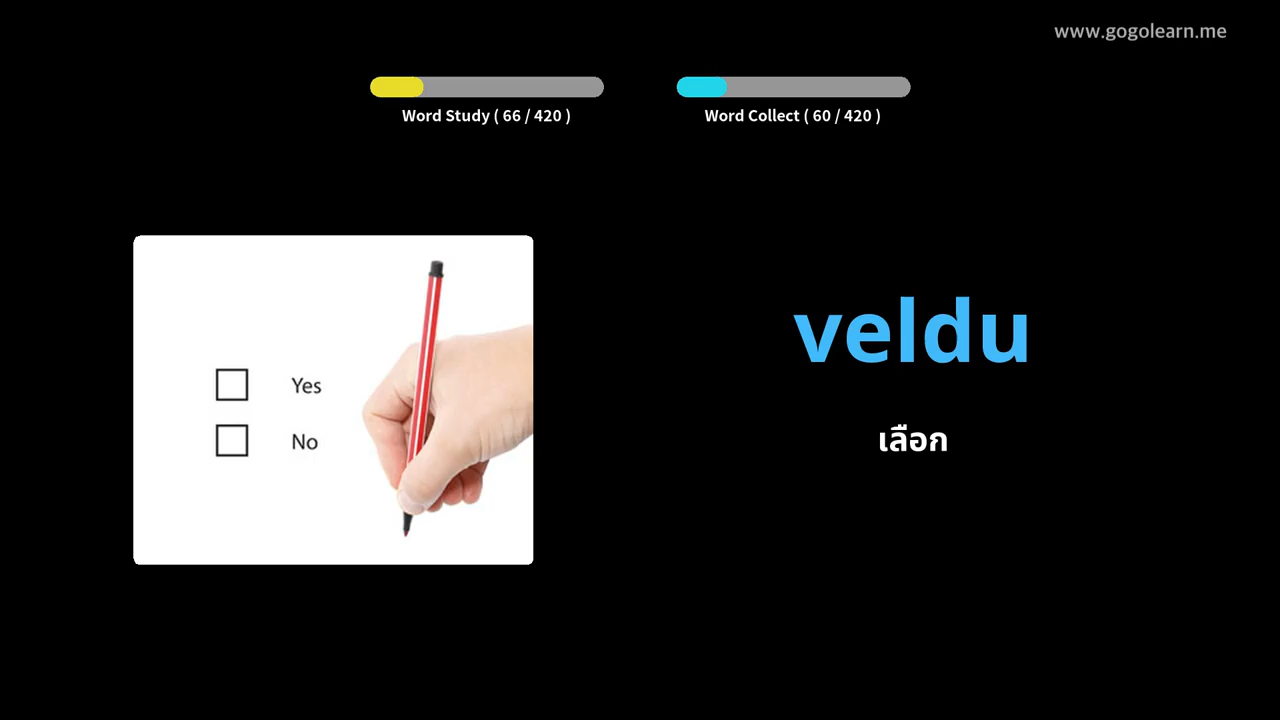 www.gogolearn.me
Word Study ( 66 / 420 )
Word Collect ( 60 / 420 )
Yes
No
veldu
เลือก